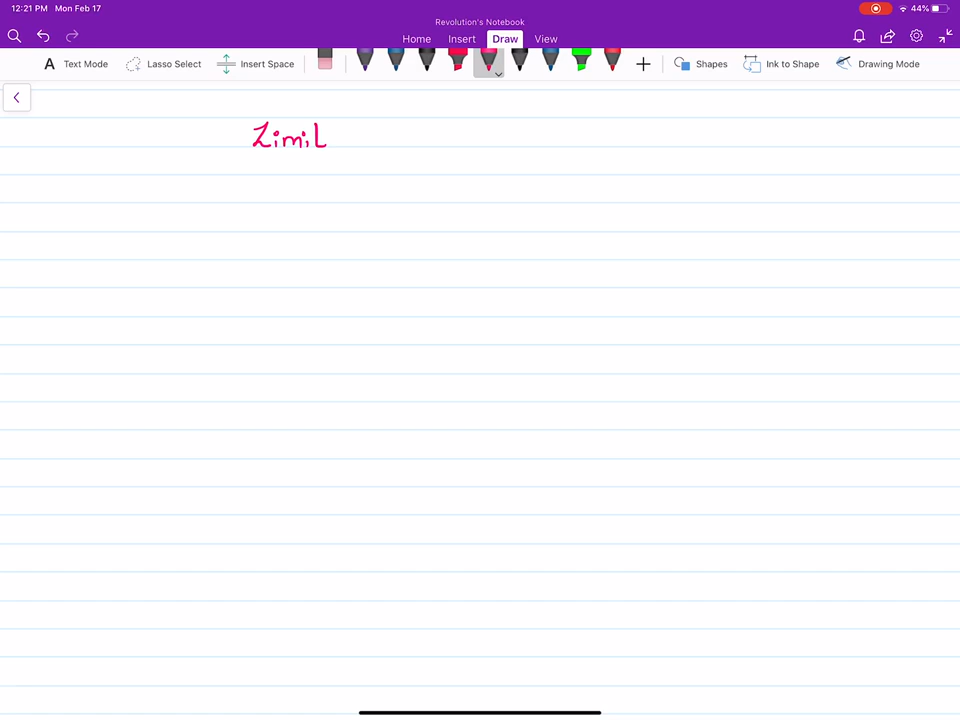 12:21 PM Mon Feb 17
44%
Revolution's Notebook
Home Insert Draw View
A Text Mode Lasso Select Insert Space Shapes Ink to Shape Drawing Mode
Limil